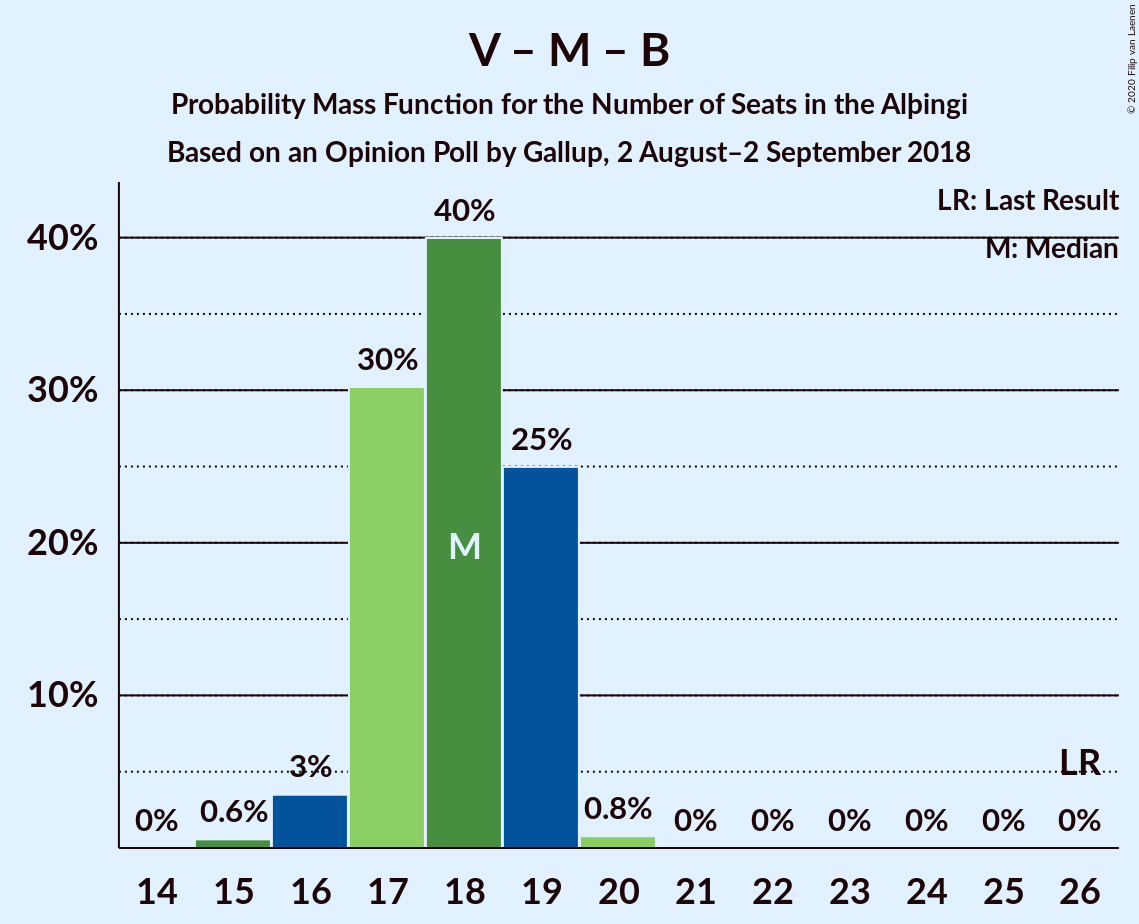 V – M – B
Probability Mass Function for the Number of Seats in the Alþingi
Based on an Opinion Poll by Gallup, 2 August–2 September 2018
© 2020 Filip van Laenen
LR: Last Result
M: Median
40%
30%
20%
10%
0% 0.6% 3% 30% 40% 25% 0.8% 0% 0% 0% 0% 0% 0%
M
LR
14 15 16 17 18 19 20 21 22 23 24 25 26